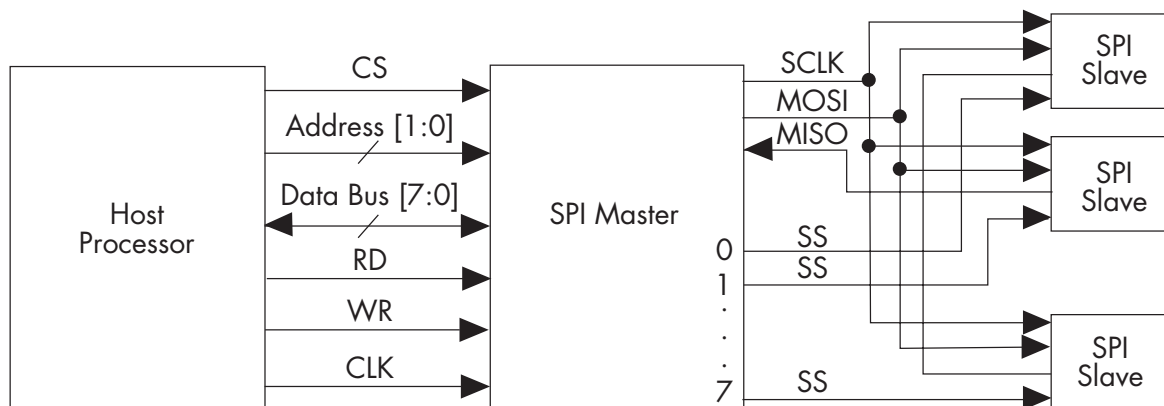 Host
Processor
CS
Address [1:0]
Data Bus [7:0]
RD
WR
CLK
SPI Master
0
1
.
.
.
7
SCLK
MOSI
MISO
SS
SS
SS
SPI
Slave
SPI
Slave
SPI
Slave